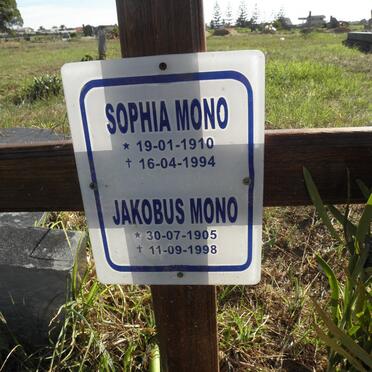 SOPHIA MONO
* 19-01-1910
† 16-04-1994
JAKOBUS MONO
* 30-07-1905
† 11-09-1998